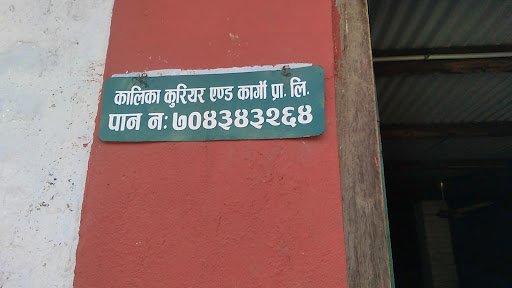 कालिका कुरियर एण्ड कार्गो प्रा. लि.
पान नः ७०४३४३२६४